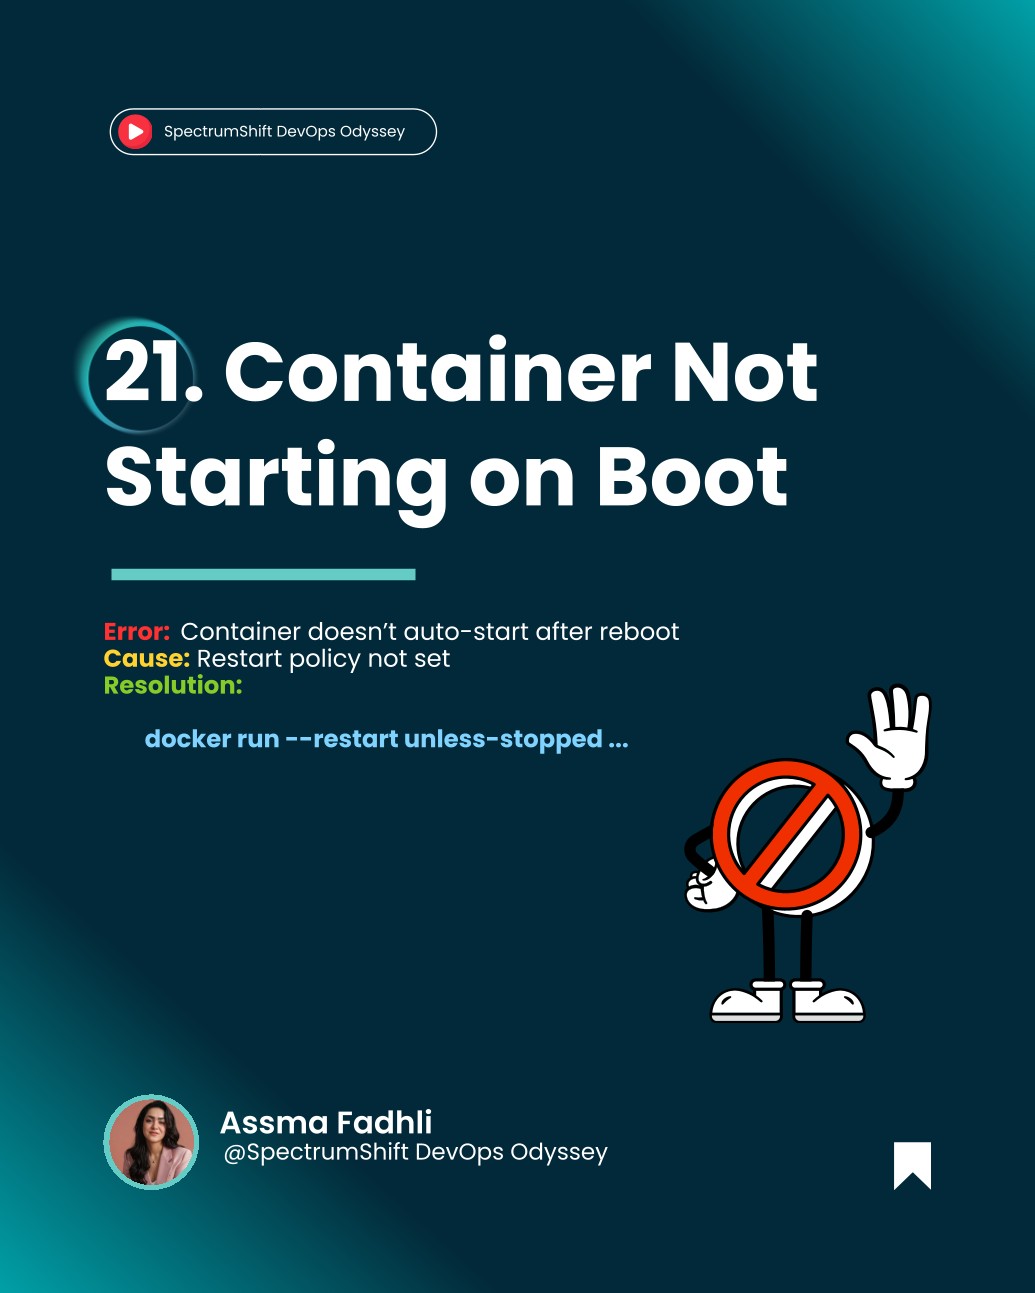 SpectrumShift DevOps Odyssey
21. Container Not
Starting on Boot
Error: Container doesn’t auto-start after reboot
Cause: Restart policy not set
Resolution:
docker run --restart unless-stopped ...
Assma Fadhli
@SpectrumShift DevOps Odyssey